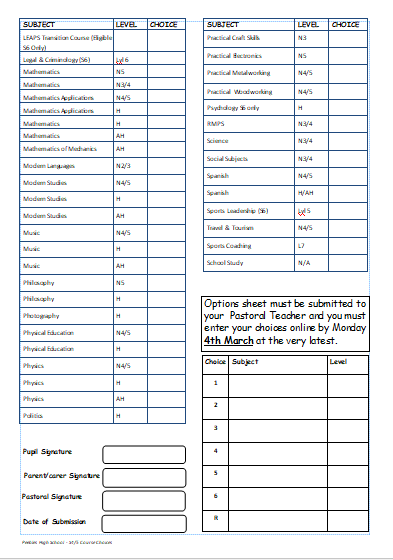 SUBJECT LEVEL CHOICE
LEAPS Transition Course (Eligible
S6 Only)
Legal & Criminology (S6) Lvl 6
Mathematics N5
Mathematics N3/4
Mathematics Applications N4/5
Mathematics Applications H
Mathematics H
Mathematics AH
Mathematics of Mechanics AH
Modern Languages N2/3
Modern Studies N4/5
Modern Studies H
Modern Studies AH
Music N4/5
Music H
Music AH
Philosophy N5
Philosophy H
Photography H
Physical Education N4/5
Physical Education H
Physics N4/5
Physics H
Physics AH
Politics H
Pupil Signature
Parent/carer Signature
Pastoral Signature
Date of Submission
Peebles High School - S4/5 Course Choices
SUBJECT LEVEL CHOICE
Practical Craft Skills N3
Practical Electronics N5
Practical Metalworking N4/5
Practical Woodworking N4/5
Psychology S6 only H
RMPS N3/4
Science N3/4
Social Subjects N3/4
Spanish N4/5
Spanish H/AH
Sports Leadership (S6) Lvl 5
Travel & Tourism N4/5
Sports Coaching L7
School Study N/A
Options sheet must be submitted to
your Pastoral Teacher and you must
enter your choices online by Monday
4th March at the very latest.
Choice Subject Level
1
2
3
4
5
6
R